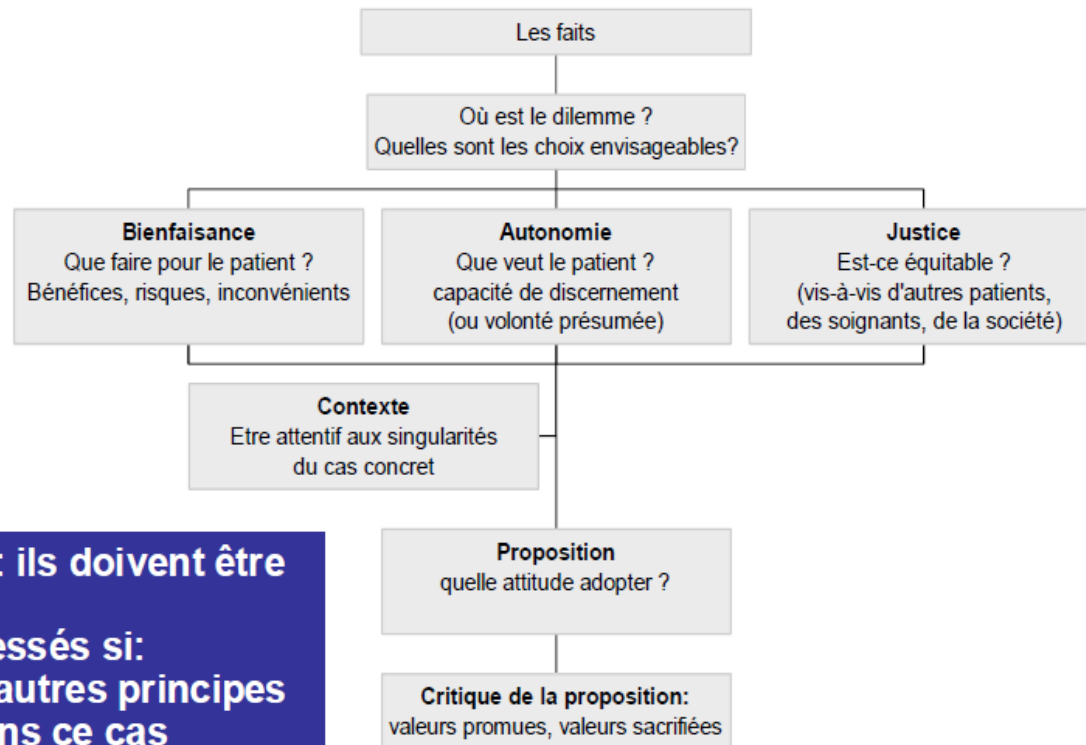 Les faits
Où est le dilemme ?
Quelles sont les choix envisageables?
Bienfaisance
Que faire pour le patient ?
Bénéfices, risques, inconvénients
Autonomie
Que veut le patient ?
capacité de discernement
(ou volonté présumée)
Justice
Est-ce équitable ?
(vis-à-vis d'autres patients,
des soignants, de la société)
Contexte
Etre attentif aux singularités
du cas concret
Proposition
quelle attitude adopter ?
Critique de la proposition:
valeurs promues, valeurs sacrifiées
ils doivent être
si:
autres principes
ce cas